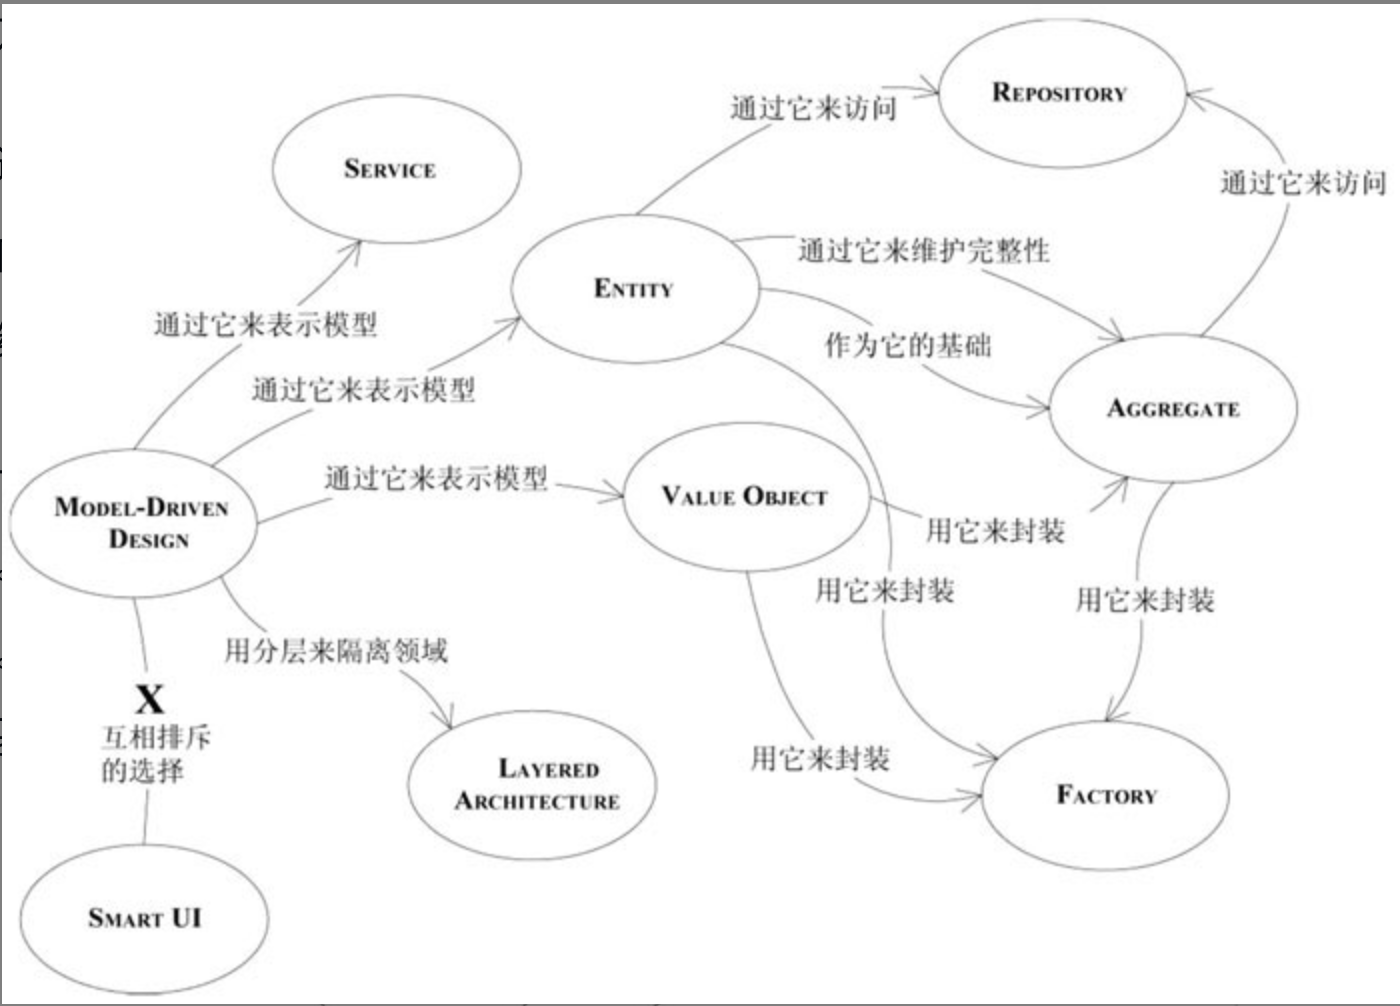 REPOSITORY
通过它来访问
SERVICE
通过它来访问
通过它来维护完整性
ENTITY
通过它来表示模型
作为它的基础
通过它来表示模型
AGGREGATE
通过它来表示模型
VALUE OBJECT
MODEL-DRIVEN
DESIGN
用它来封装
用它来封装
用它来封装
用分层来隔离领域
X
互相排斥
的选择
用它来封装
LAYERED
ARCHITECTURE
FACTORY
SMART UI